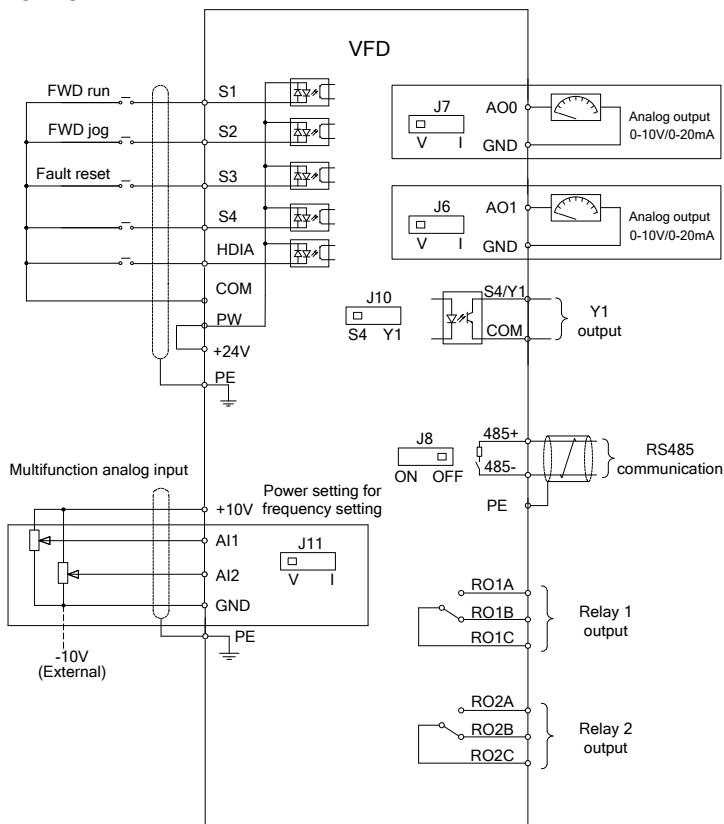 VFD
FWD run
S1
FWD jog
S2
Fault reset
S3
S4
HDIA
COM
PW
+24V
PE
J7
V I
AO0
GND
Analog output
0-10V/0-20mA
J6
V I
AO1
GND
Analog output
0-10V/0-20mA
J10
S4 Y1
S4/Y1
COM
Y1
output
J8
ON OFF
485+
485-
PE
RS485
communication
Multifunction analog input
+10V
Power setting for
frequency setting
AI1
AI2
GND
J11
V I
PE
-10V
(External)
RO1A
RO1B
RO1C
Relay 1
output
RO2A
RO2B
RO2C
Relay 2
output